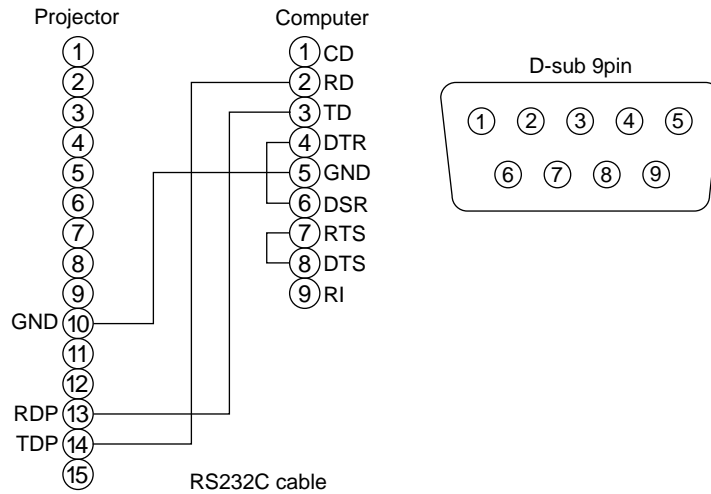 Projector
1
2
3
4
5
6
7
8
9
GND 10
11
12
RDP 13
TDP 14
15
Computer
1 CD
2 RD
3 TD
4 DTR
5 GND
6 DSR
7 RTS
8 DTS
9 RI
RS232C cable
D-sub 9pin
1 2 3 4 5
6 7 8 9